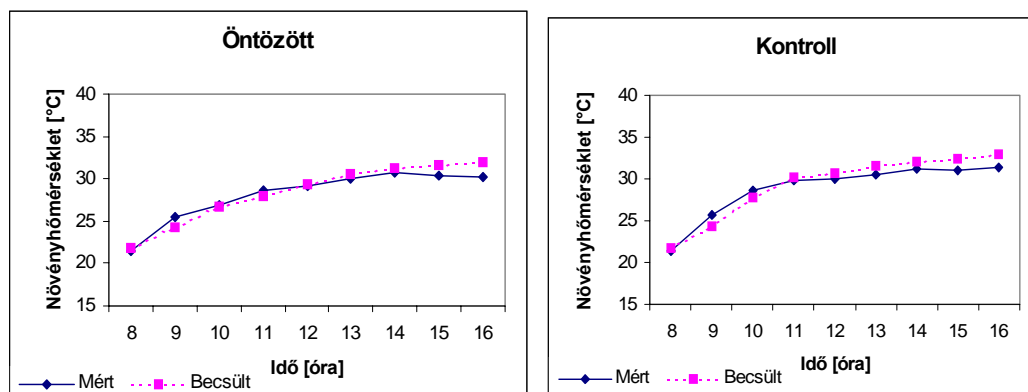 Öntözött
Növényhőmérséklet [°C]
40
35
30
25
20
15
8 9 10 11 12 13 14 15 16
Idő [óra]
Mért Becsült
Kontroll
Növényhőmérséklet [°C]
40
35
30
25
20
15
8 9 10 11 12 13 14 15 16
Idő [óra]
Mért Becsült